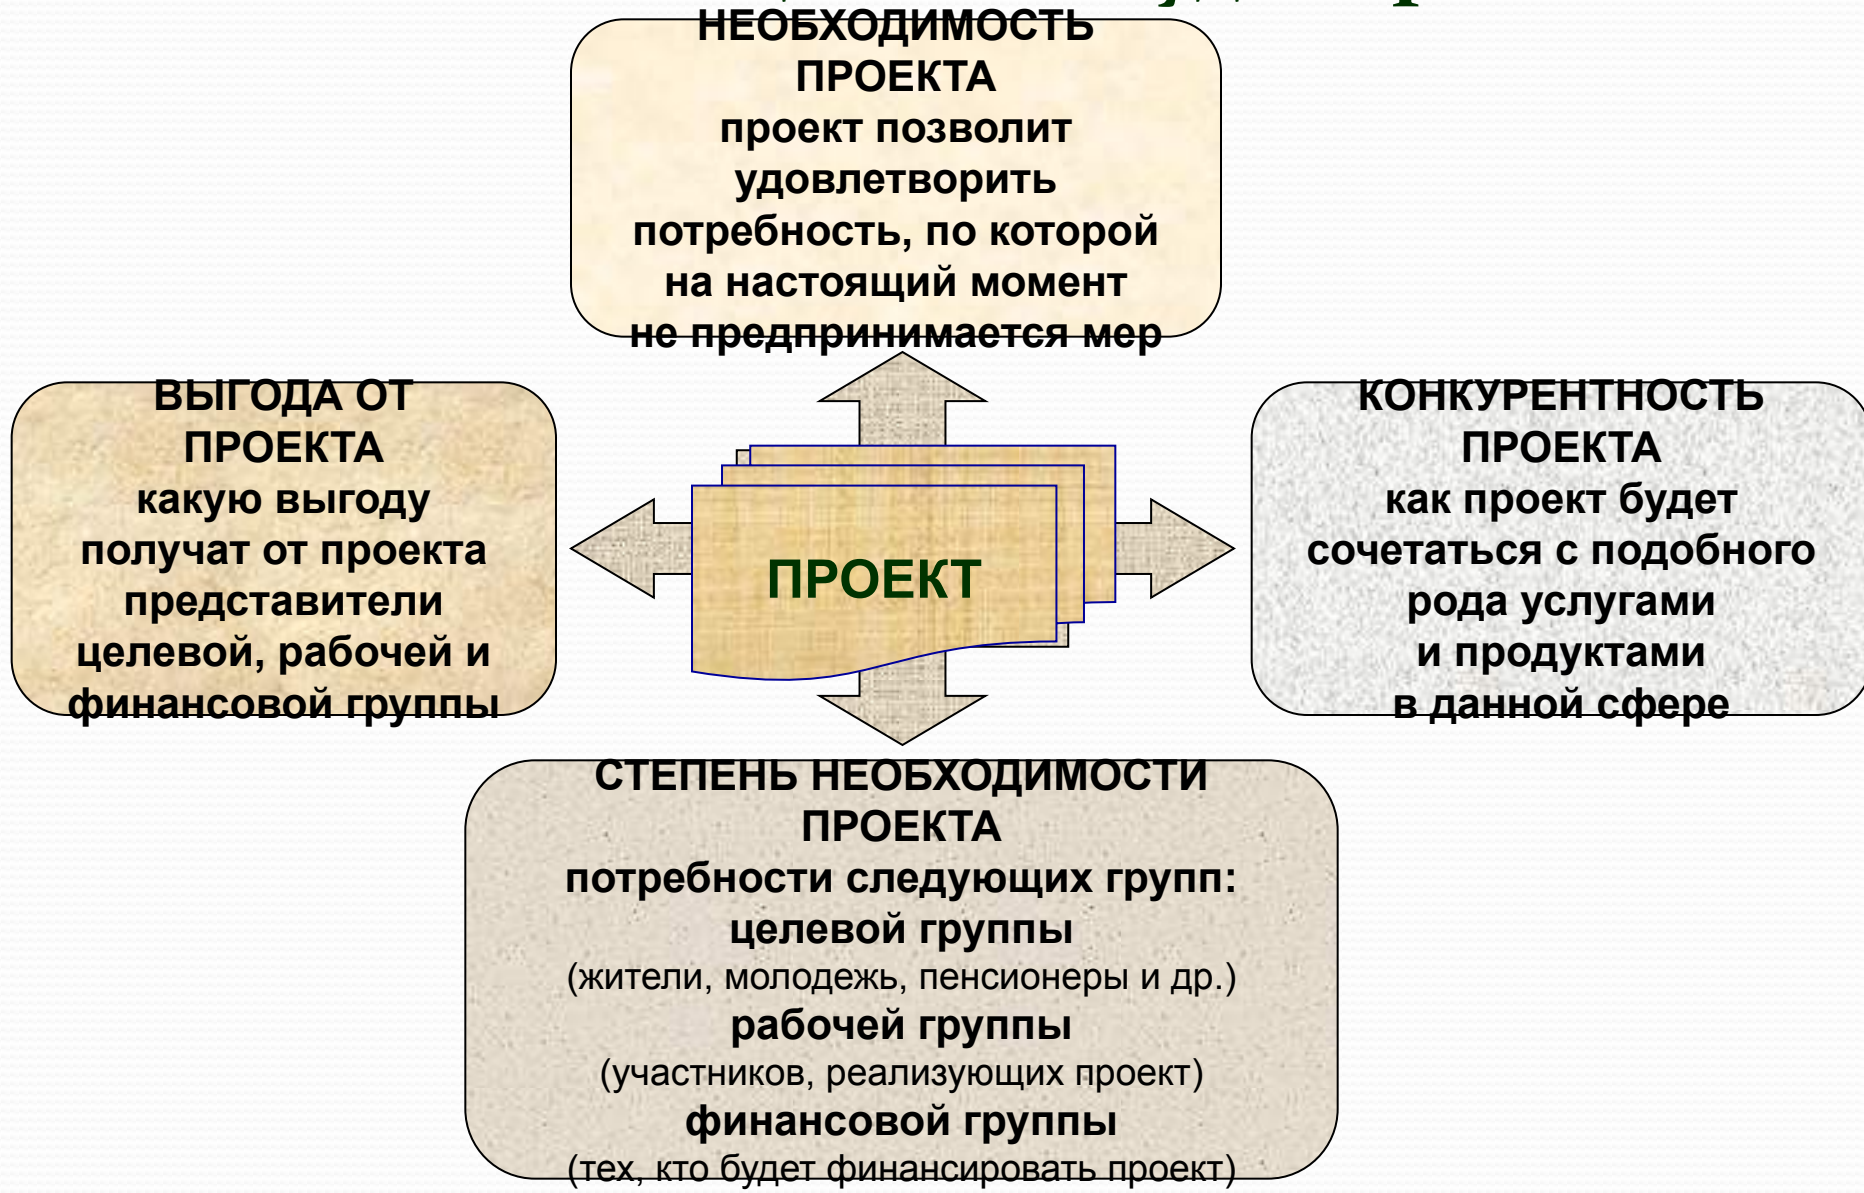 НЕОБХОДИМОСТЬ
ПРОЕКТА
проект позволит
удовлетворить
потребность, по которой
на настоящий момент
не предпринимается мер
ВЫГОДА ОТ
ПРОЕКТА
какую выгоду
получат от проекта
представители
целевой, рабочей и
финансовой группы
ПРОЕКТ
КОНКУРЕНТНОСТЬ
ПРОЕКТА
как проект будет
сочетаться с подобного
рода услугами
и продуктами
в данной сфере
СТЕПЕНЬ НЕОБХОДИМОСТИ
ПРОЕКТА
потребности следующих групп:
целевой группы
(жители, молодежь, пенсионеры и др.)
рабочей группы
(участников, реализующих проект)
финансовой группы
(тех, кто будет финансировать проект)